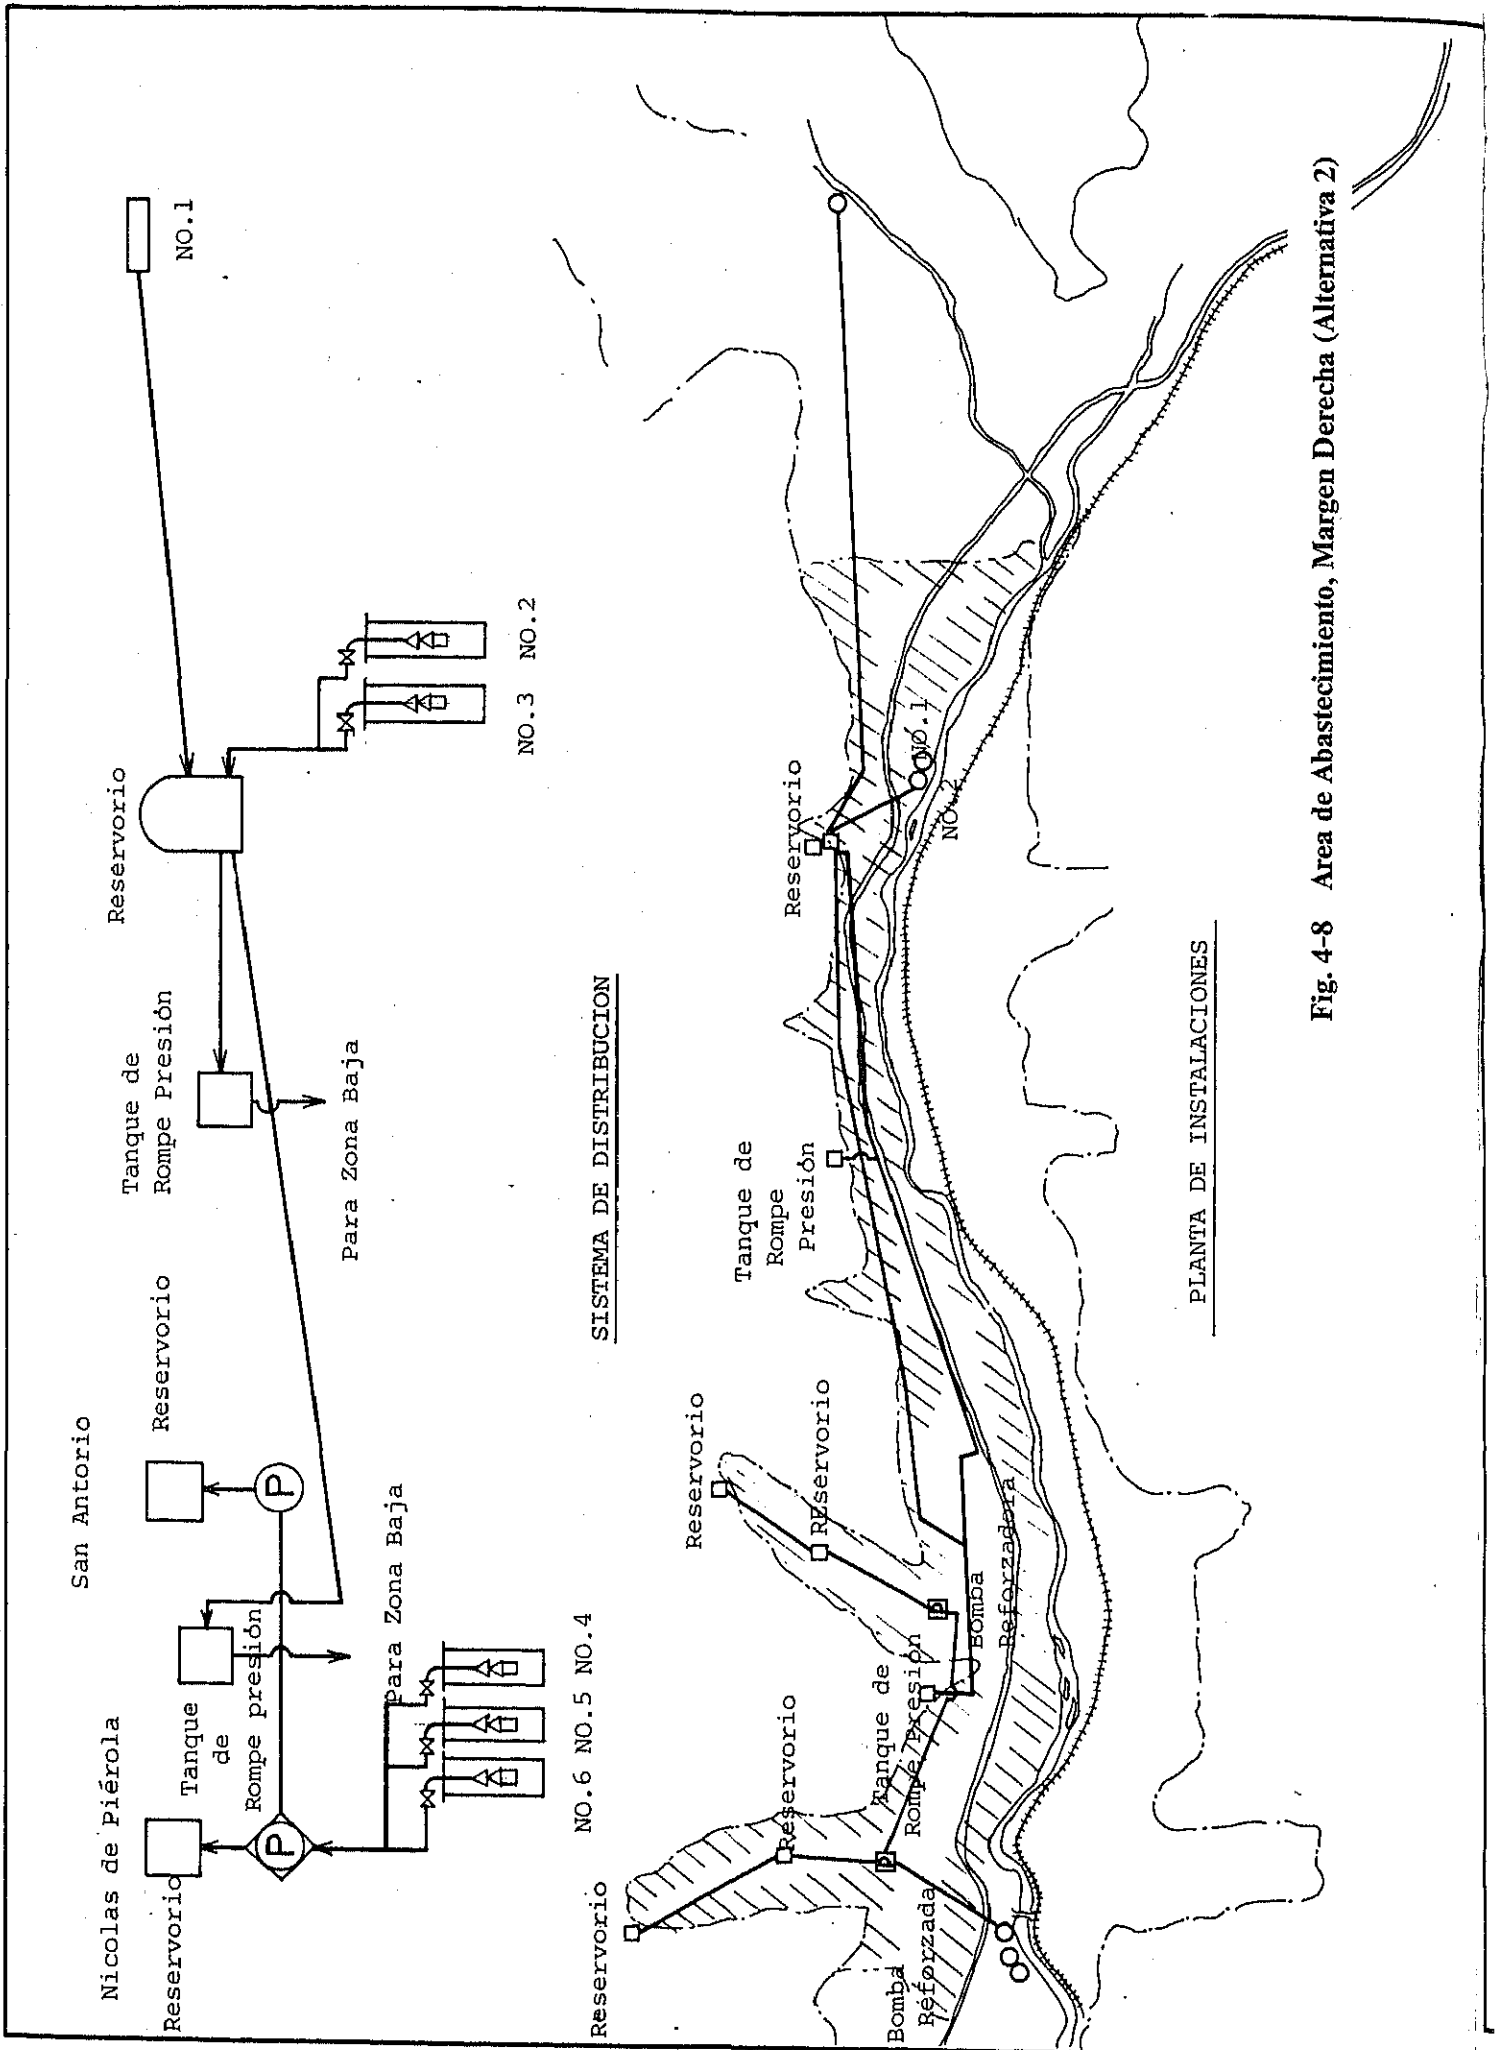 Nicolas de Piérola
Reservorio
P
Tanque
de
Rompe presión
San Antorio
Reservorio
P
Para Zona Baja
NO.6 NO.5 NO.4
Tanque de
Rompe Presión
Para Zona Baja
Reservorio
NO.3 NO.2
NO.1
SISTEMA DE DISTRIBUCION
Reservorio
Reservorio
P
Bomba
Réforzada
Reservorio
REservorio
P
Tanque de
Rompe Presión
Bomba
Reforzadora
Tanque de
Rompe
Presión
Reservorio
NO.1
NO.2
PLANTA DE INSTALACIONES
Fig. 4-8 Area de Abastecimiento, Margen Derecha (Alternativa 2)